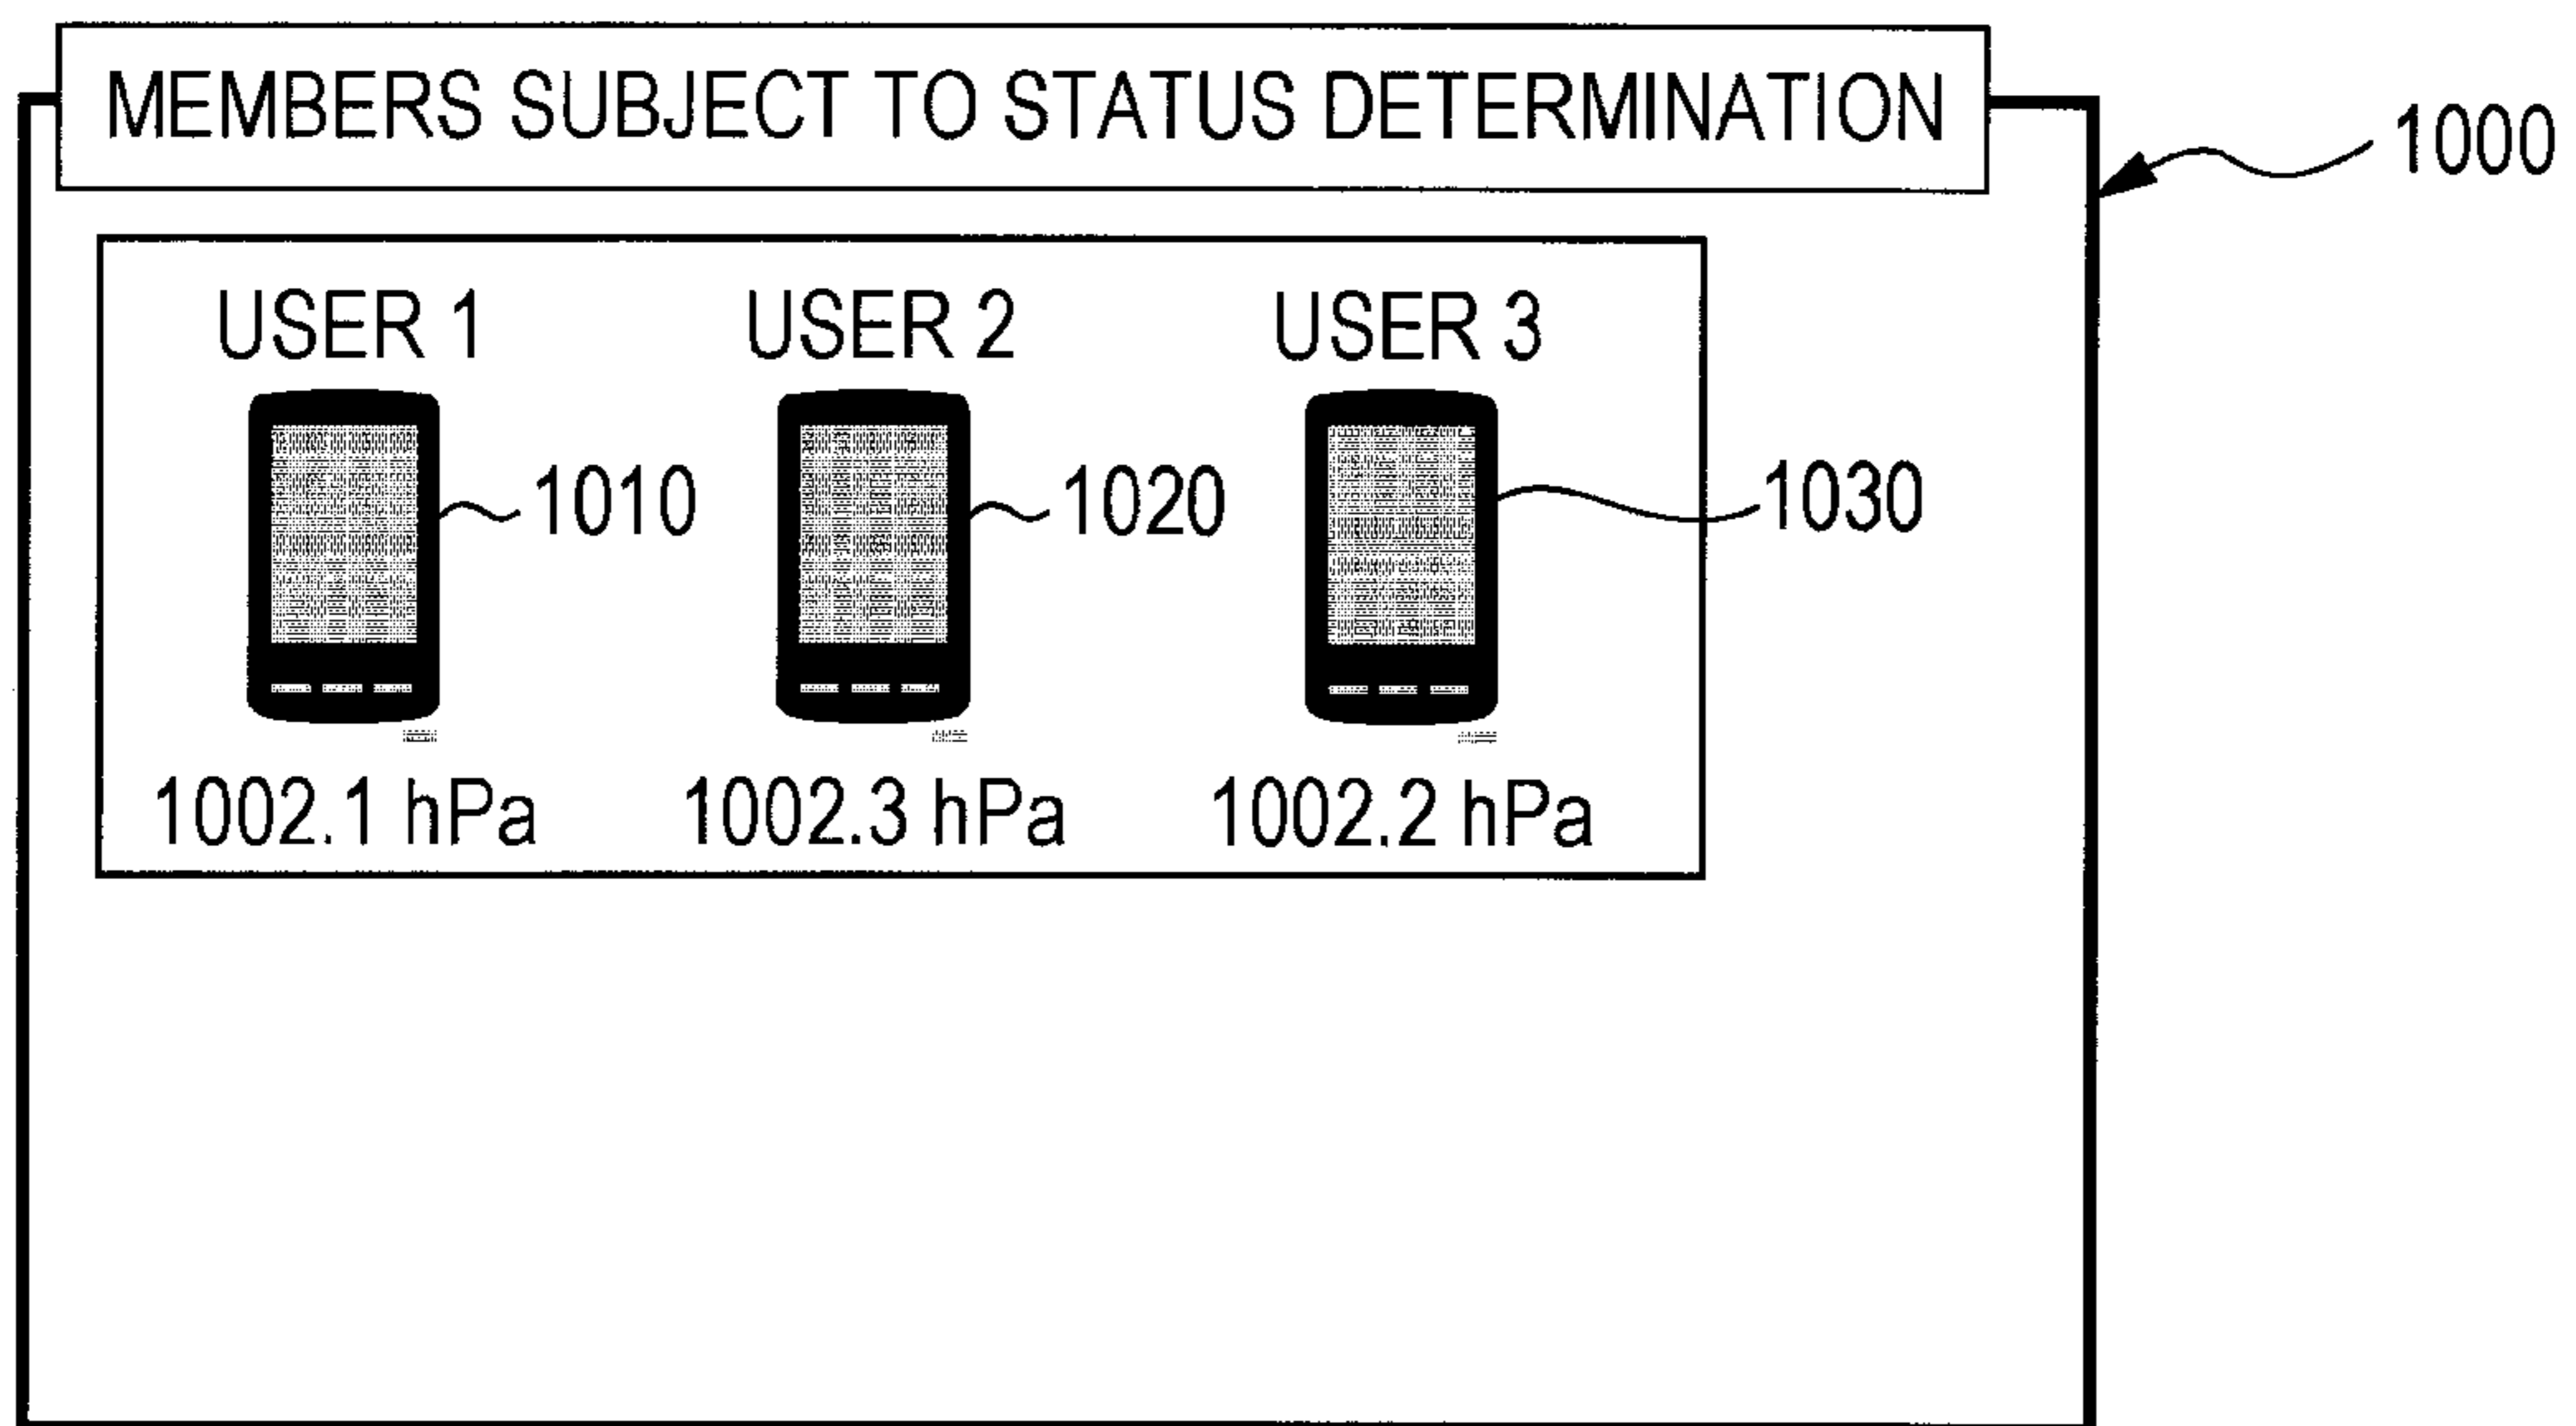 MEMBERS SUBJECT TO STATUS DETERMINATION
1000
USER 1 USER 2 USER 3
1010 1020 1030
1002.1 hPa 1002.3 hPa 1002.2 hPa